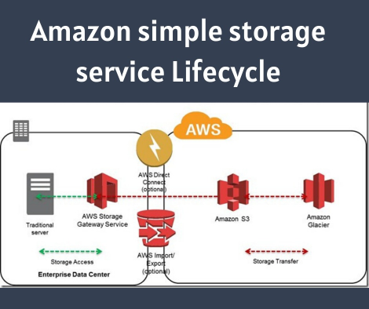 Amazon simple storage
service Lifecycle
AWS
AWS Direct
Connect
(optional)
Traditional
server
AWS Storage
Gateway Service
Amazon S3
Amazon
Glacier
AWS Import/
Export
(optional)
Storage Access
Storage Transfer
Enterprise Data Center